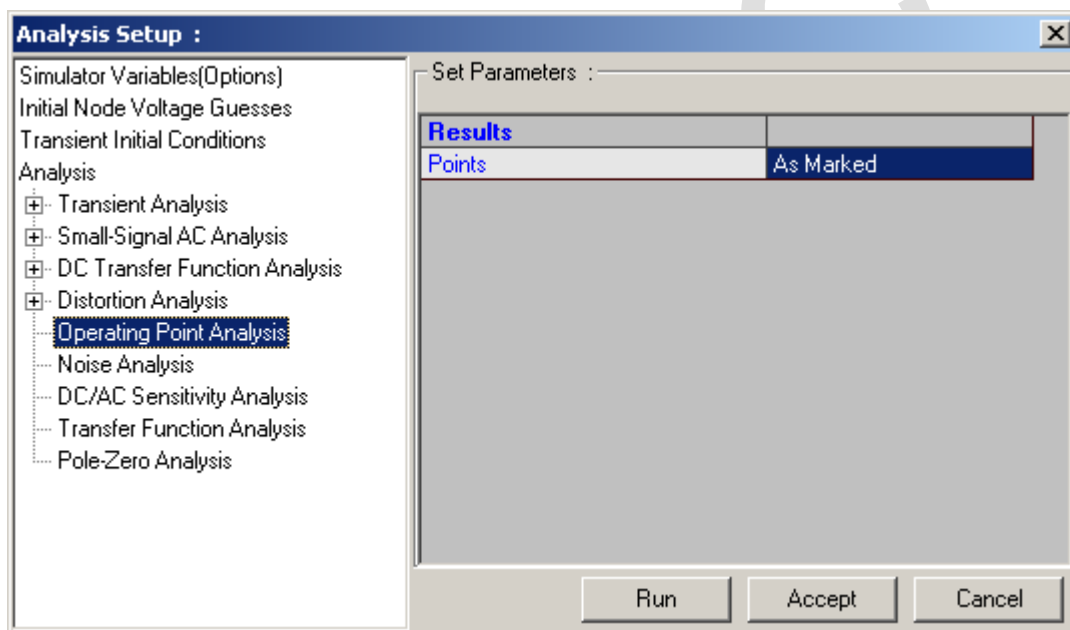 Analysis Setup :
Simulator Variables(Options)
Initial Node Voltage Guesses
Transient Initial Conditions
Analysis
Transient Analysis
Small-Signal AC Analysis
DC Transfer Function Analysis
Distortion Analysis
Operating Point Analysis
Noise Analysis
DC/AC Sensitivity Analysis
Transfer Function Analysis
Pole-Zero Analysis
Set Parameters :
Results
Points As Marked
Run Accept Cancel